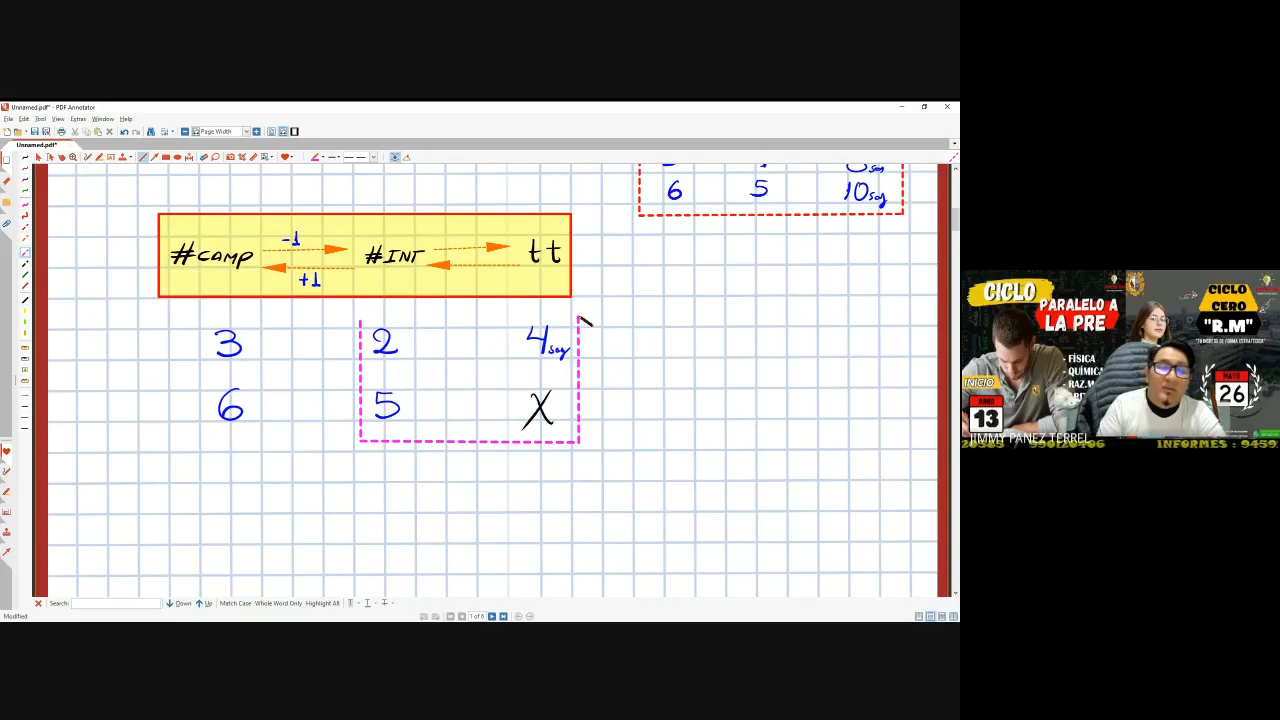 Unnamed.pdf* - PDF Annotator
File Edit Tool View Extras Window Help
Page Width
Unnamed.pdf*
6 5 10seg
#CAMP -1 #INT tt
+1
3 2 4seg
6 5 X
Search: Down Up Match Case Whole Word Only Highlight All
Modified 1 of 6
CICLO
PARALELO A
LA PRE
- FÍSICA
- QUÍMICA
- RAZ.M
INICIO
JUNIO
13
JIMMY PAÑEZ TERREL
CICLO
CERO
"R.M"
MAYO
26
INFORMES : 9459